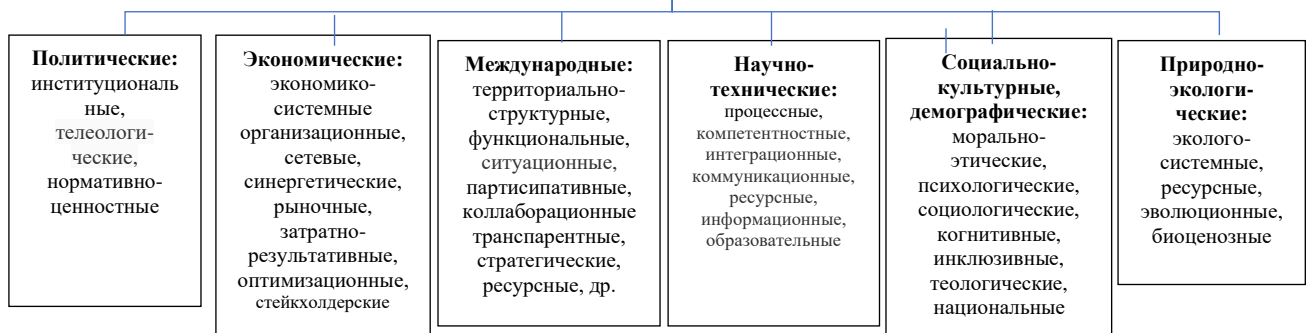 Политические:
институциональ
ные,
телеологи-
ческие,
нормативно-
ценностные
Экономические:
экономико-
системные
организационные,
сетевые,
синергетические,
рыночные,
затратно-
результативные,
оптимизационные,
стейкхолдерские
Международные:
территориально-
структурные,
функциональные,
ситуационные,
партисипативные,
коллаборационные
транспарентные,
стратегические,
ресурсные, др.
Научно-
технические:
процессные,
компетентностные,
интеграционные,
коммуникационные,
ресурсные,
информационные,
образовательные
Социально-
культурные,
демографические:
морально-
этические,
психологические,
социологические,
когнитивные,
инклюзивные,
теологические,
национальные
Природно-
экологи-
ческие:
эколого-
системные,
ресурсные,
эволюционные,
биоценозные